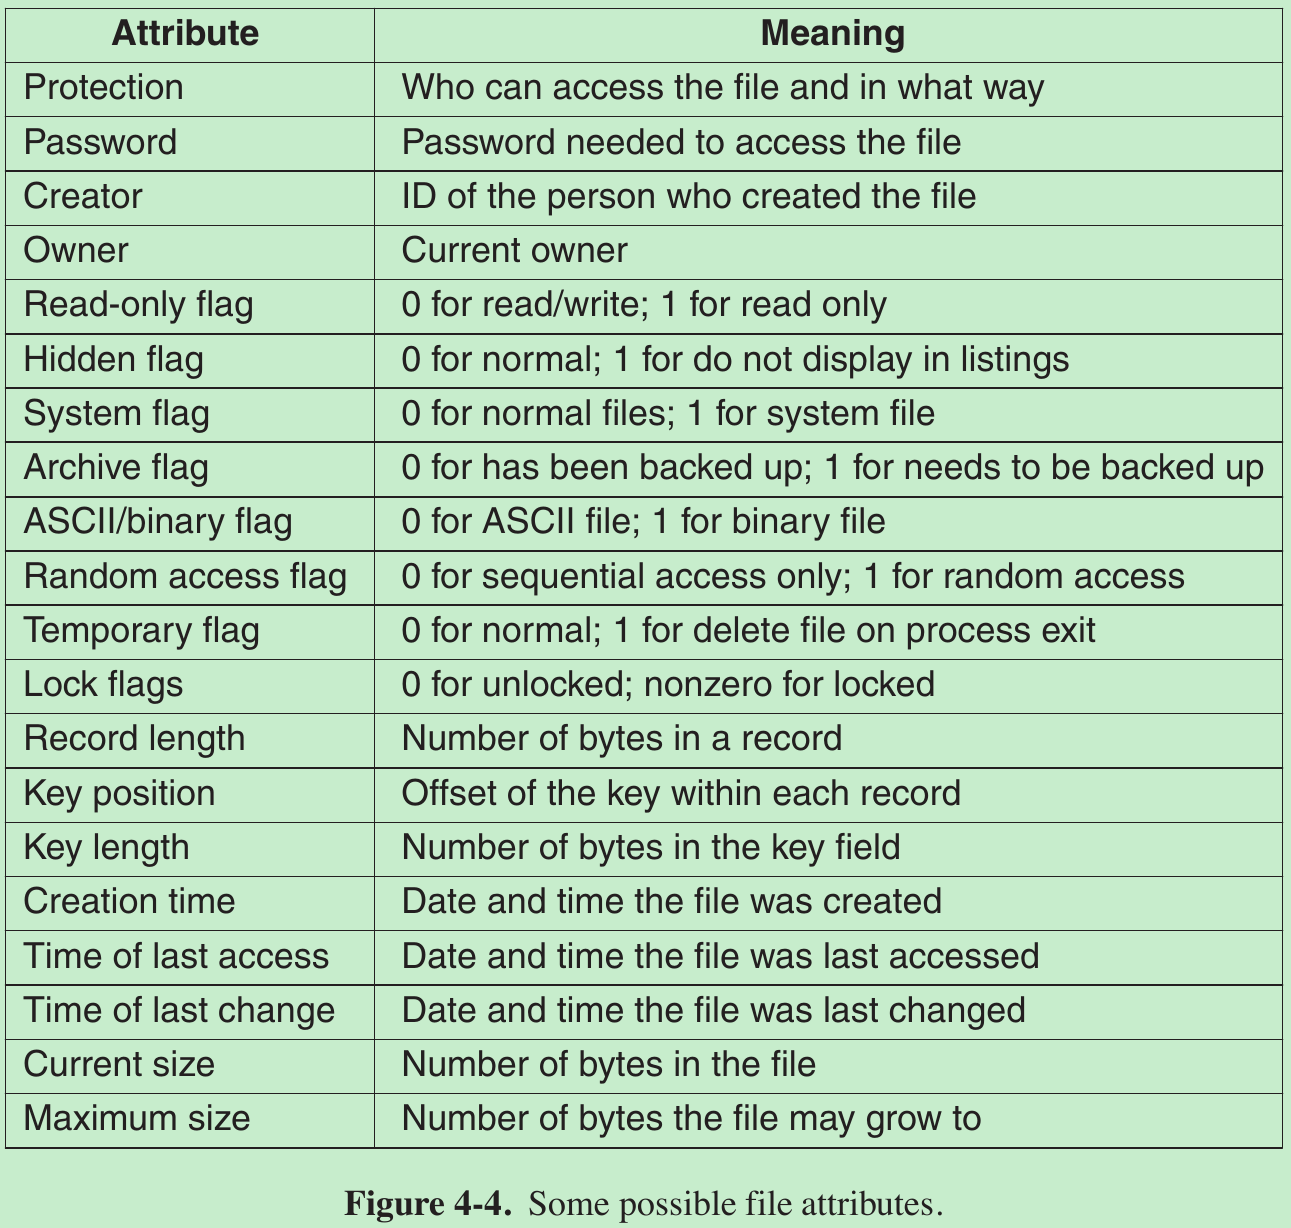 Attribute Meaning
Protection Who can access the file and in what way
Password Password needed to access the file
Creator ID of the person who created the file
Owner Current owner
Read-only flag 0 for read/write; 1 for read only
Hidden flag 0 for normal; 1 for do not display in listings
System flag 0 for normal files; 1 for system file
Archive flag 0 for has been backed up; 1 for needs to be backed up
ASCII/binary flag 0 for ASCII file; 1 for binary file
Random access flag 0 for sequential access only; 1 for random access
Temporary flag 0 for normal; 1 for delete file on process exit
Lock flags 0 for unlocked; nonzero for locked
Record length Number of bytes in a record
Key position Offset of the key within each record
Key length Number of bytes in the key field
Creation time Date and time the file was created
Time of last access Date and time the file was last accessed
Time of last change Date and time the file was last changed
Current size Number of bytes in the file
Maximum size Number of bytes the file may grow to
Figure 4-4. Some possible file attributes.